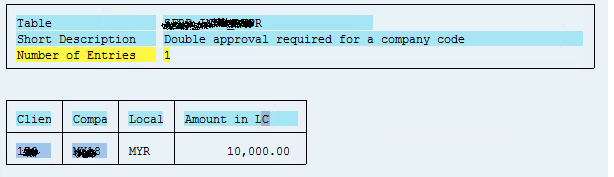 Table
Short Description Double approval required for a company code
Number of Entries 1
Clien Compa Local Amount in LC
MYR 10,000.00